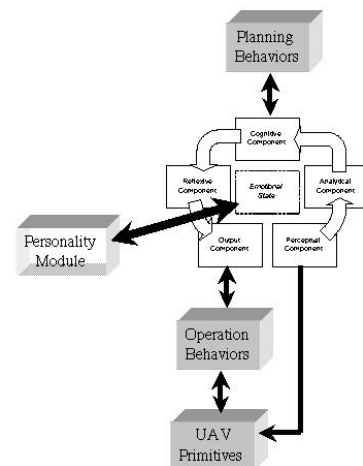 Planning
Behaviors
Cognitive
Component
Reflexive
Component
Emotional
State
Analytical
Component
Personality
Module
Output
Component
Perceptual
Component
Operation
Behaviors
UAV
Primitives